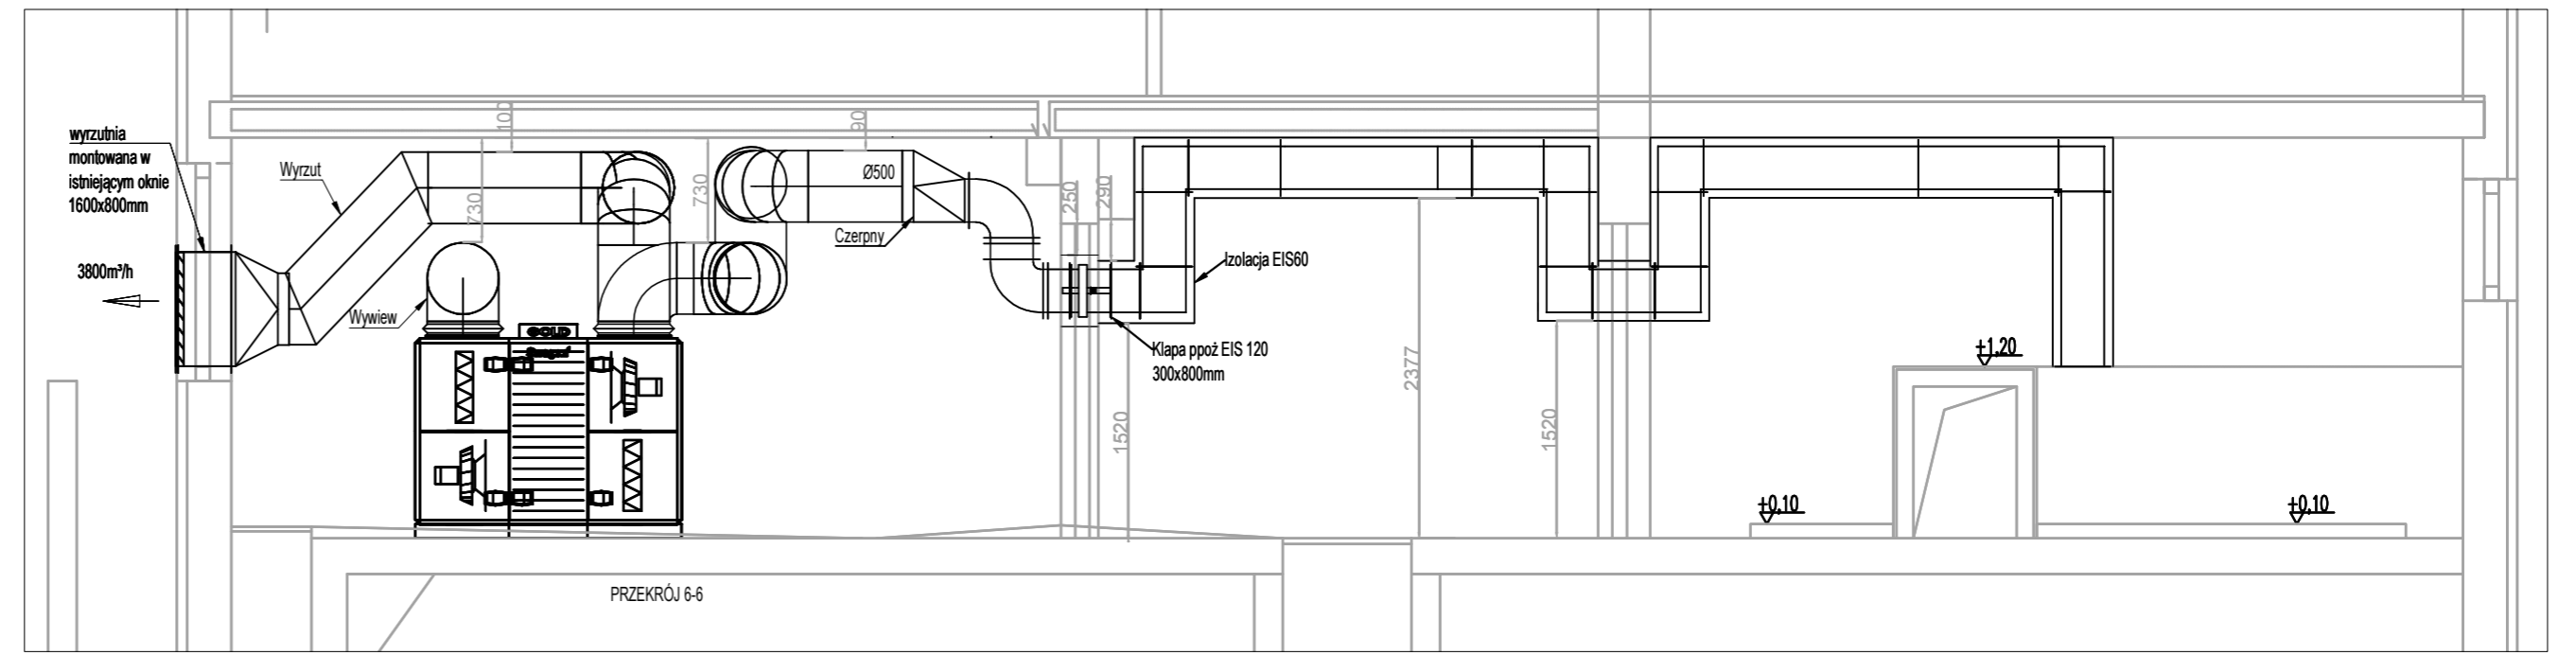 100
90
wyrzutnia
montowana w
istniejącym oknie
1600x800mm
Wyrzut
730
730
Ø500
250
290
Czerpny
3800m³/h
Wywiew
Izolacja EIS60
GOLD
Klapa ppoż EIS 120
300x800mm
2377
1520
1520
+1,20
+0,10
+0,10
PRZEKRÓJ 6-6